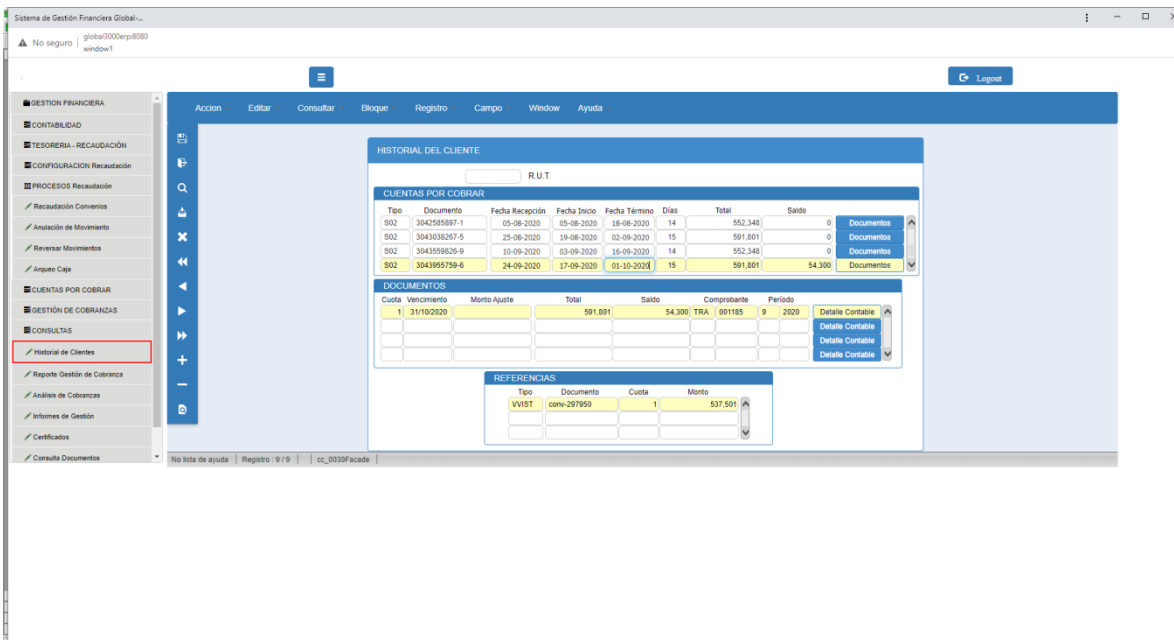 Sistema de Gestión Financiera Global-...
No seguro | global3000erp:8080
window1
Logout
GESTION FINANCIERA
CONTABILIDAD
TESORERIA - RECAUDACIÓN
CONFIGURACION Recaudación
PROCESOS Recaudación
Recaudación Convenios
Anulación de Movimiento
Reversar Movimientos
Arqueo Caja
CUENTAS POR COBRAR
GESTIÓN DE COBRANZAS
CONSULTAS
Historial de Clientes
Reporte Gestión de Cobranza
Análisis de Cobranzas
Informes de Gestión
Certificados
Consulta Documentos
Accion Editar Consultar Bloque Registro Campo Window Ayuda
HISTORIAL DEL CLIENTE
R.U.T.
CUENTAS POR COBRAR
Tipo Documento Fecha Recepción Fecha Inicio Fecha Término Días Total Saldo
S02 3042585897-1 05-08-2020 05-08-2020 18-08-2020 14 552,348 0 Documentos
S02 3043038267-5 25-08-2020 19-08-2020 02-09-2020 15 591,801 0 Documentos
S02 3043559826-9 10-09-2020 03-09-2020 16-09-2020 14 552,348 0 Documentos
S02 3043955759-6 24-09-2020 17-09-2020 01-10-2020 15 591,801 54,300 Documentos
DOCUMENTOS
Cuota Vencimiento Monto Ajuste Total Saldo Comprobante Período
1 31/10/2020 591,801 54,300 TRA 001185 9 2020 Detalle Contable
Detalle Contable
Detalle Contable
Detalle Contable
REFERENCIAS
Tipo Documento Cuota Monto
VVIST conv-297950 1 537,501
No lista de ayuda | Registro : 9 / 9 | | cc_0030Facade |